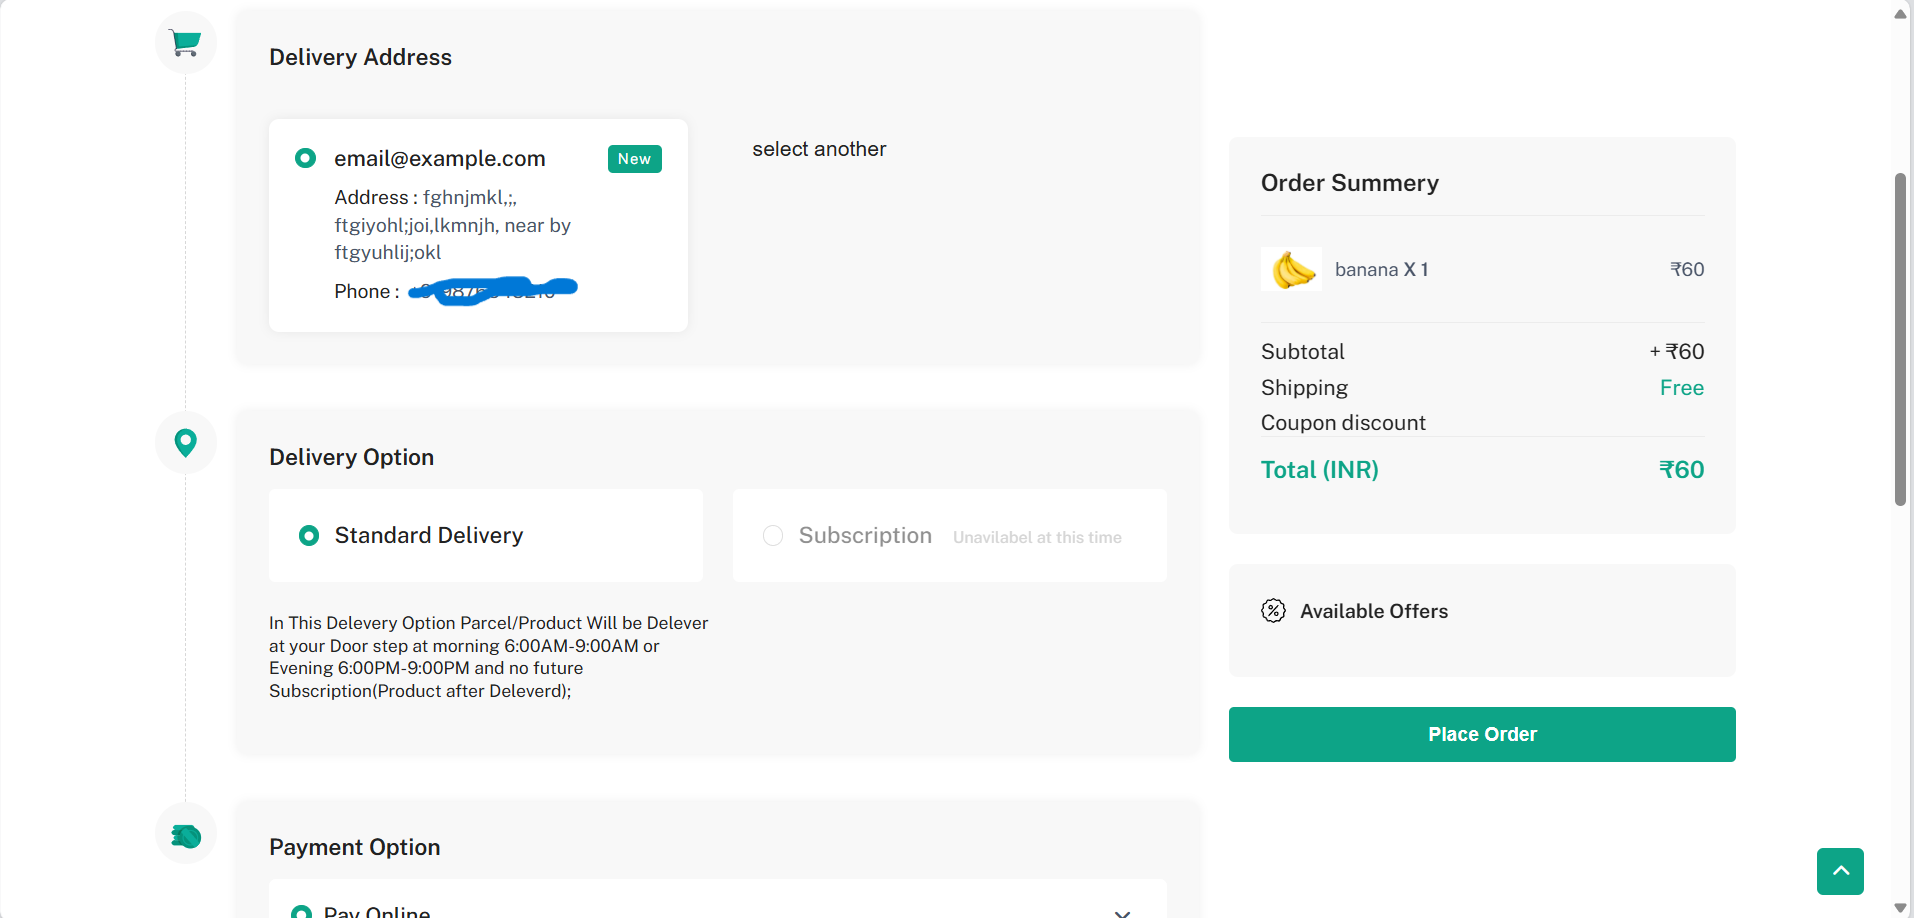 Delivery Address
email@example.com
New
select another
Address : fghnjmkl,;,
ftgiyohl;joi,lkmnjh, near by
ftgyuhlij;okl
Phone :
Delivery Option
Standard Delivery
Subscription Unavilabel at this time
In This Delevery Option Parcel/Product Will be Delever
at your Door step at morning 6:00AM-9:00AM or
Evening 6:00PM-9:00PM and no future
Subscription(Product after Deleverd);
Payment Option
Pay Online
Order Summery
banana X 1 ₹60
Subtotal + ₹60
Shipping Free
Coupon discount
Total (INR) ₹60
Available Offers
Place Order